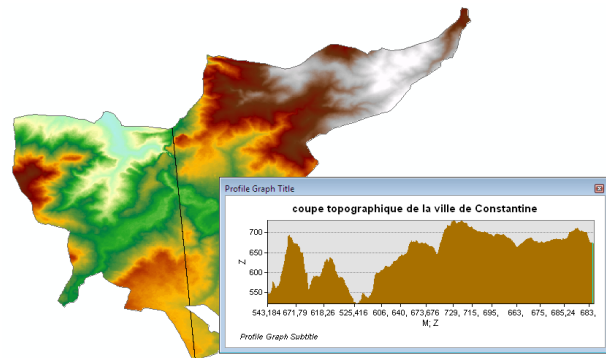 Profile Graph Title
coupe topographique de la ville de Constantine
700
650
600
550
Z
543,184 671,79 618,26 525,416 606, 640, 673,676 729, 715, 695, 663, 675, 685,24 683,
M; Z
Profile Graph Subtitle